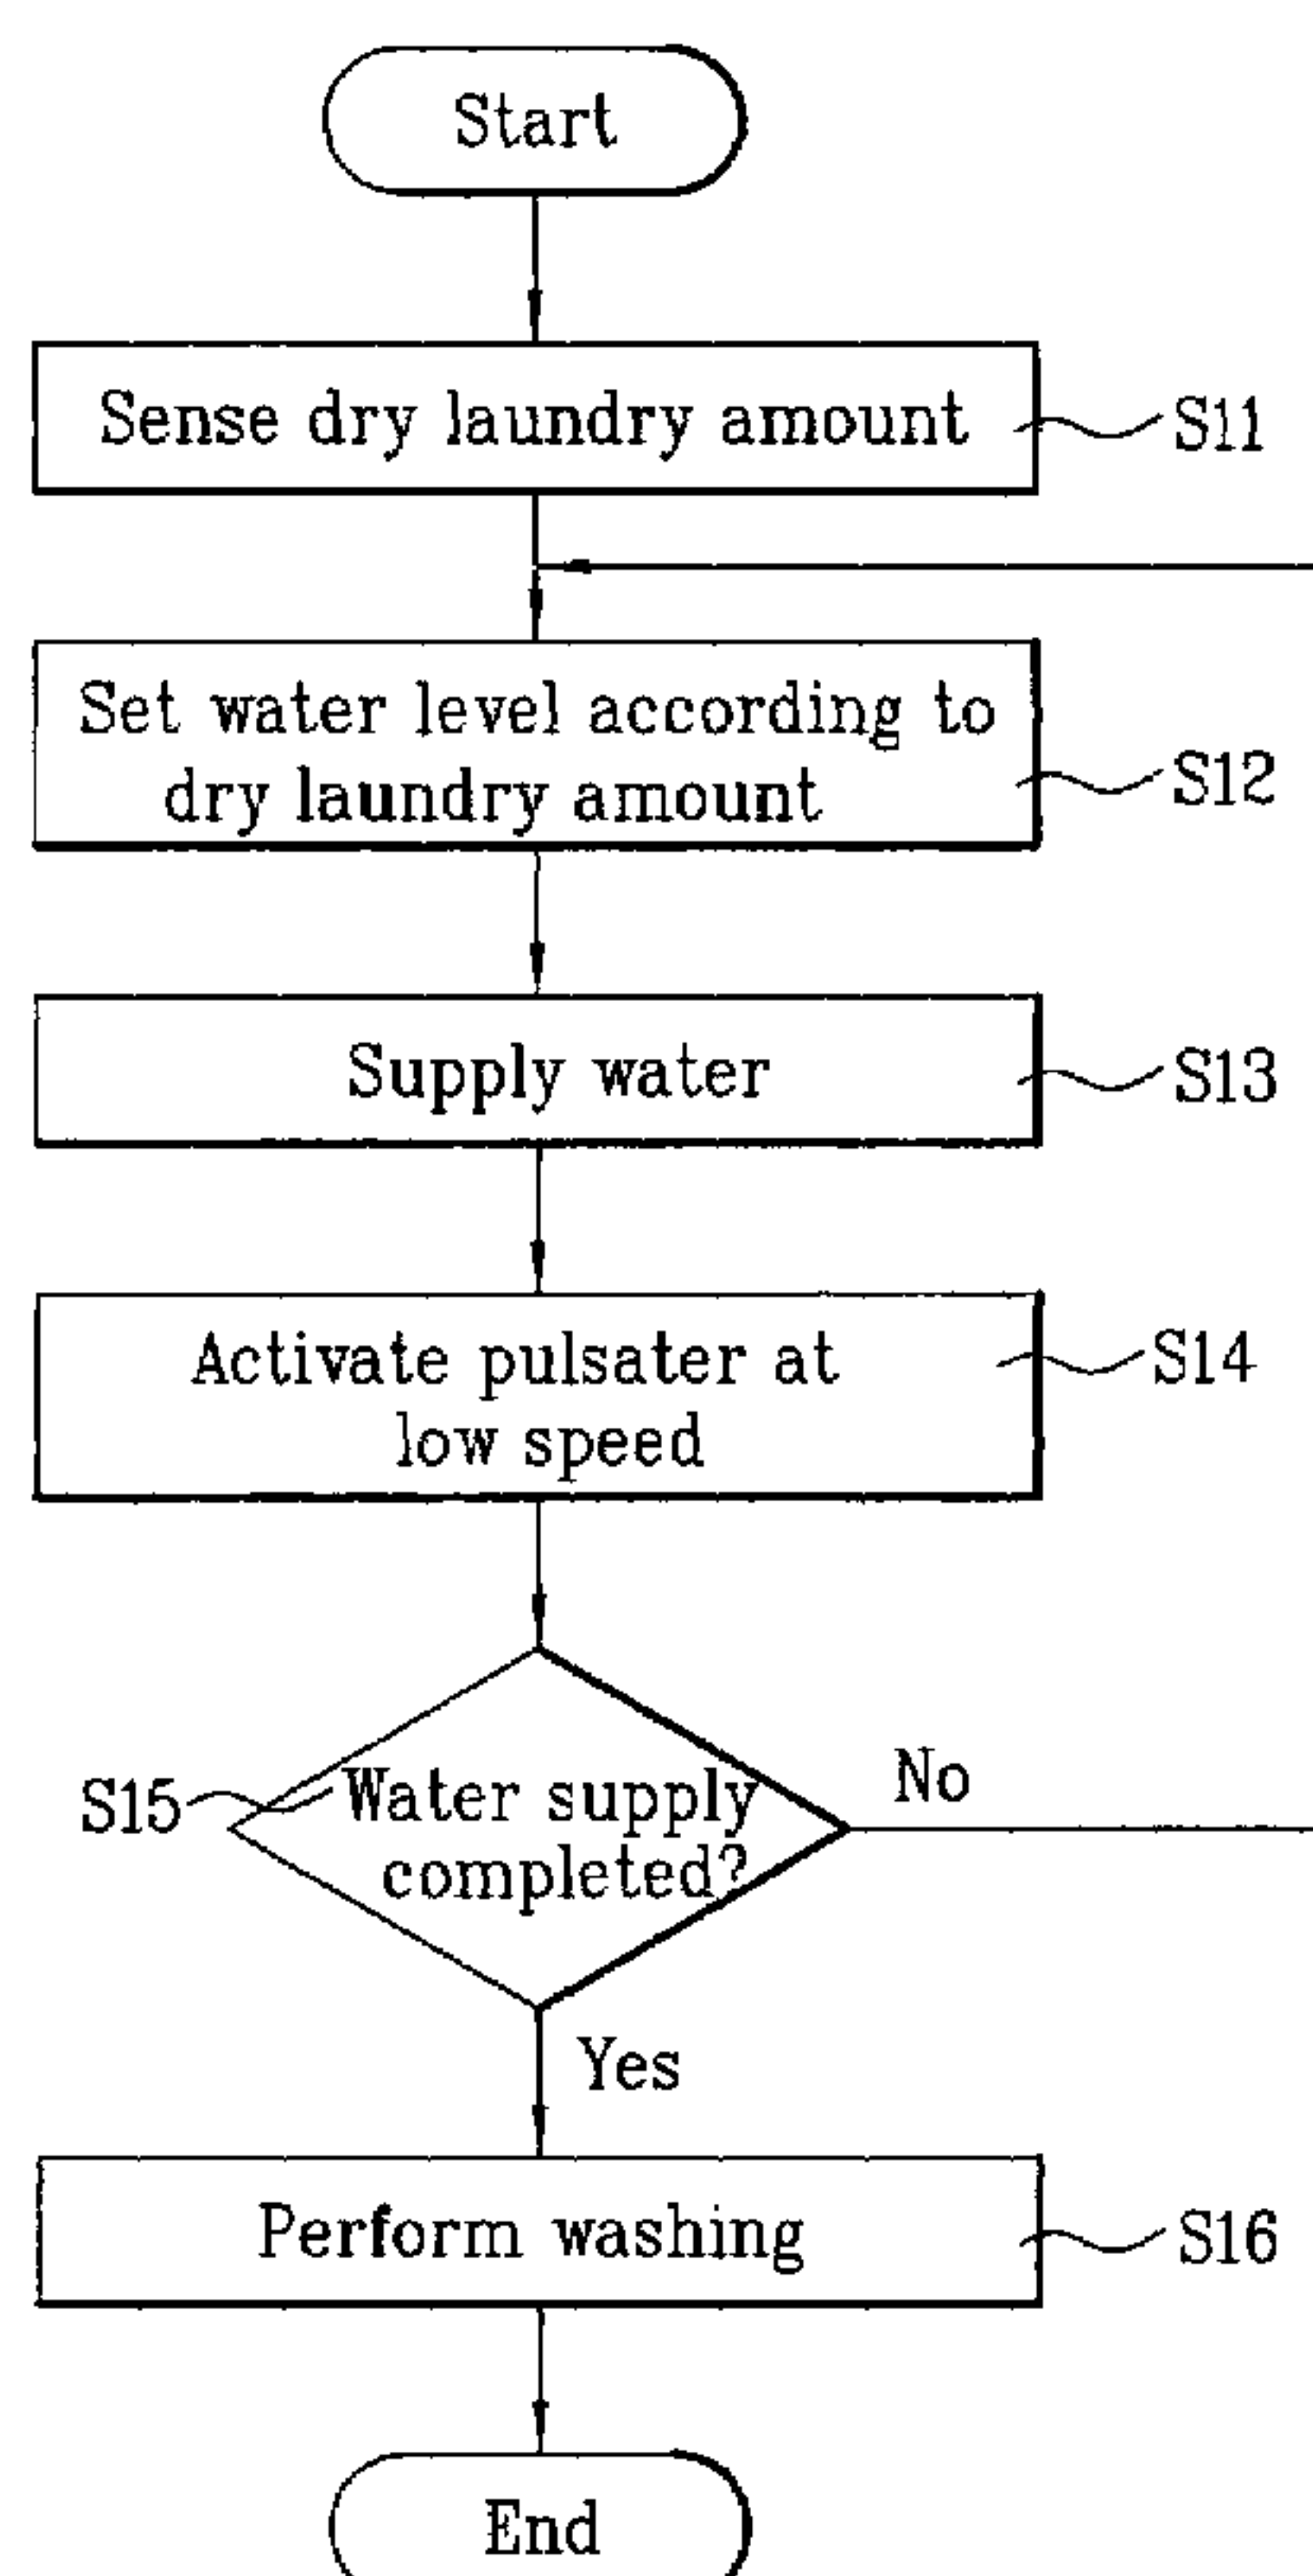 Start
Sense dry laundry amount
S11
Set water level according to
dry laundry amount
S12
Supply water
S13
Activate pulsater at
low speed
S14
S15
Water supply
completed?
No
Yes
Perform washing
S16
End